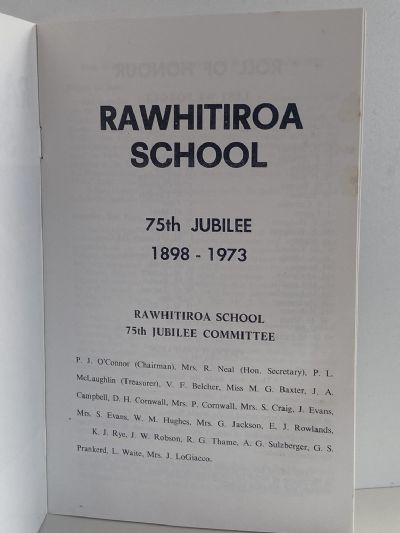 RAWHITIROA
SCHOOL
75th JUBILEE
1898 - 1973
RAWHITIROA SCHOOL
75th JUBILEE COMMITTEE
P. J. O'Connor (Chairman), Mrs. R. Neal (Hon. Secretary), P. L.
McLaughlin (Treasurer), V. F. Belcher, Miss M. G. Baxter, J. A.
Campbell, D. H. Cornwall, Mrs. P. Cornwall, Mrs. S. Craig, J. Evans,
Mrs. S. Evans, W. M. Hughes, Mrs. G. Jackson, E. J. Rowlands,
K. J. Rye, J. W. Robson, R. G. Thame, A. G. Sulzberger, G. S.
Prankerd, L. Waite, Mrs. J. LoGiacco.